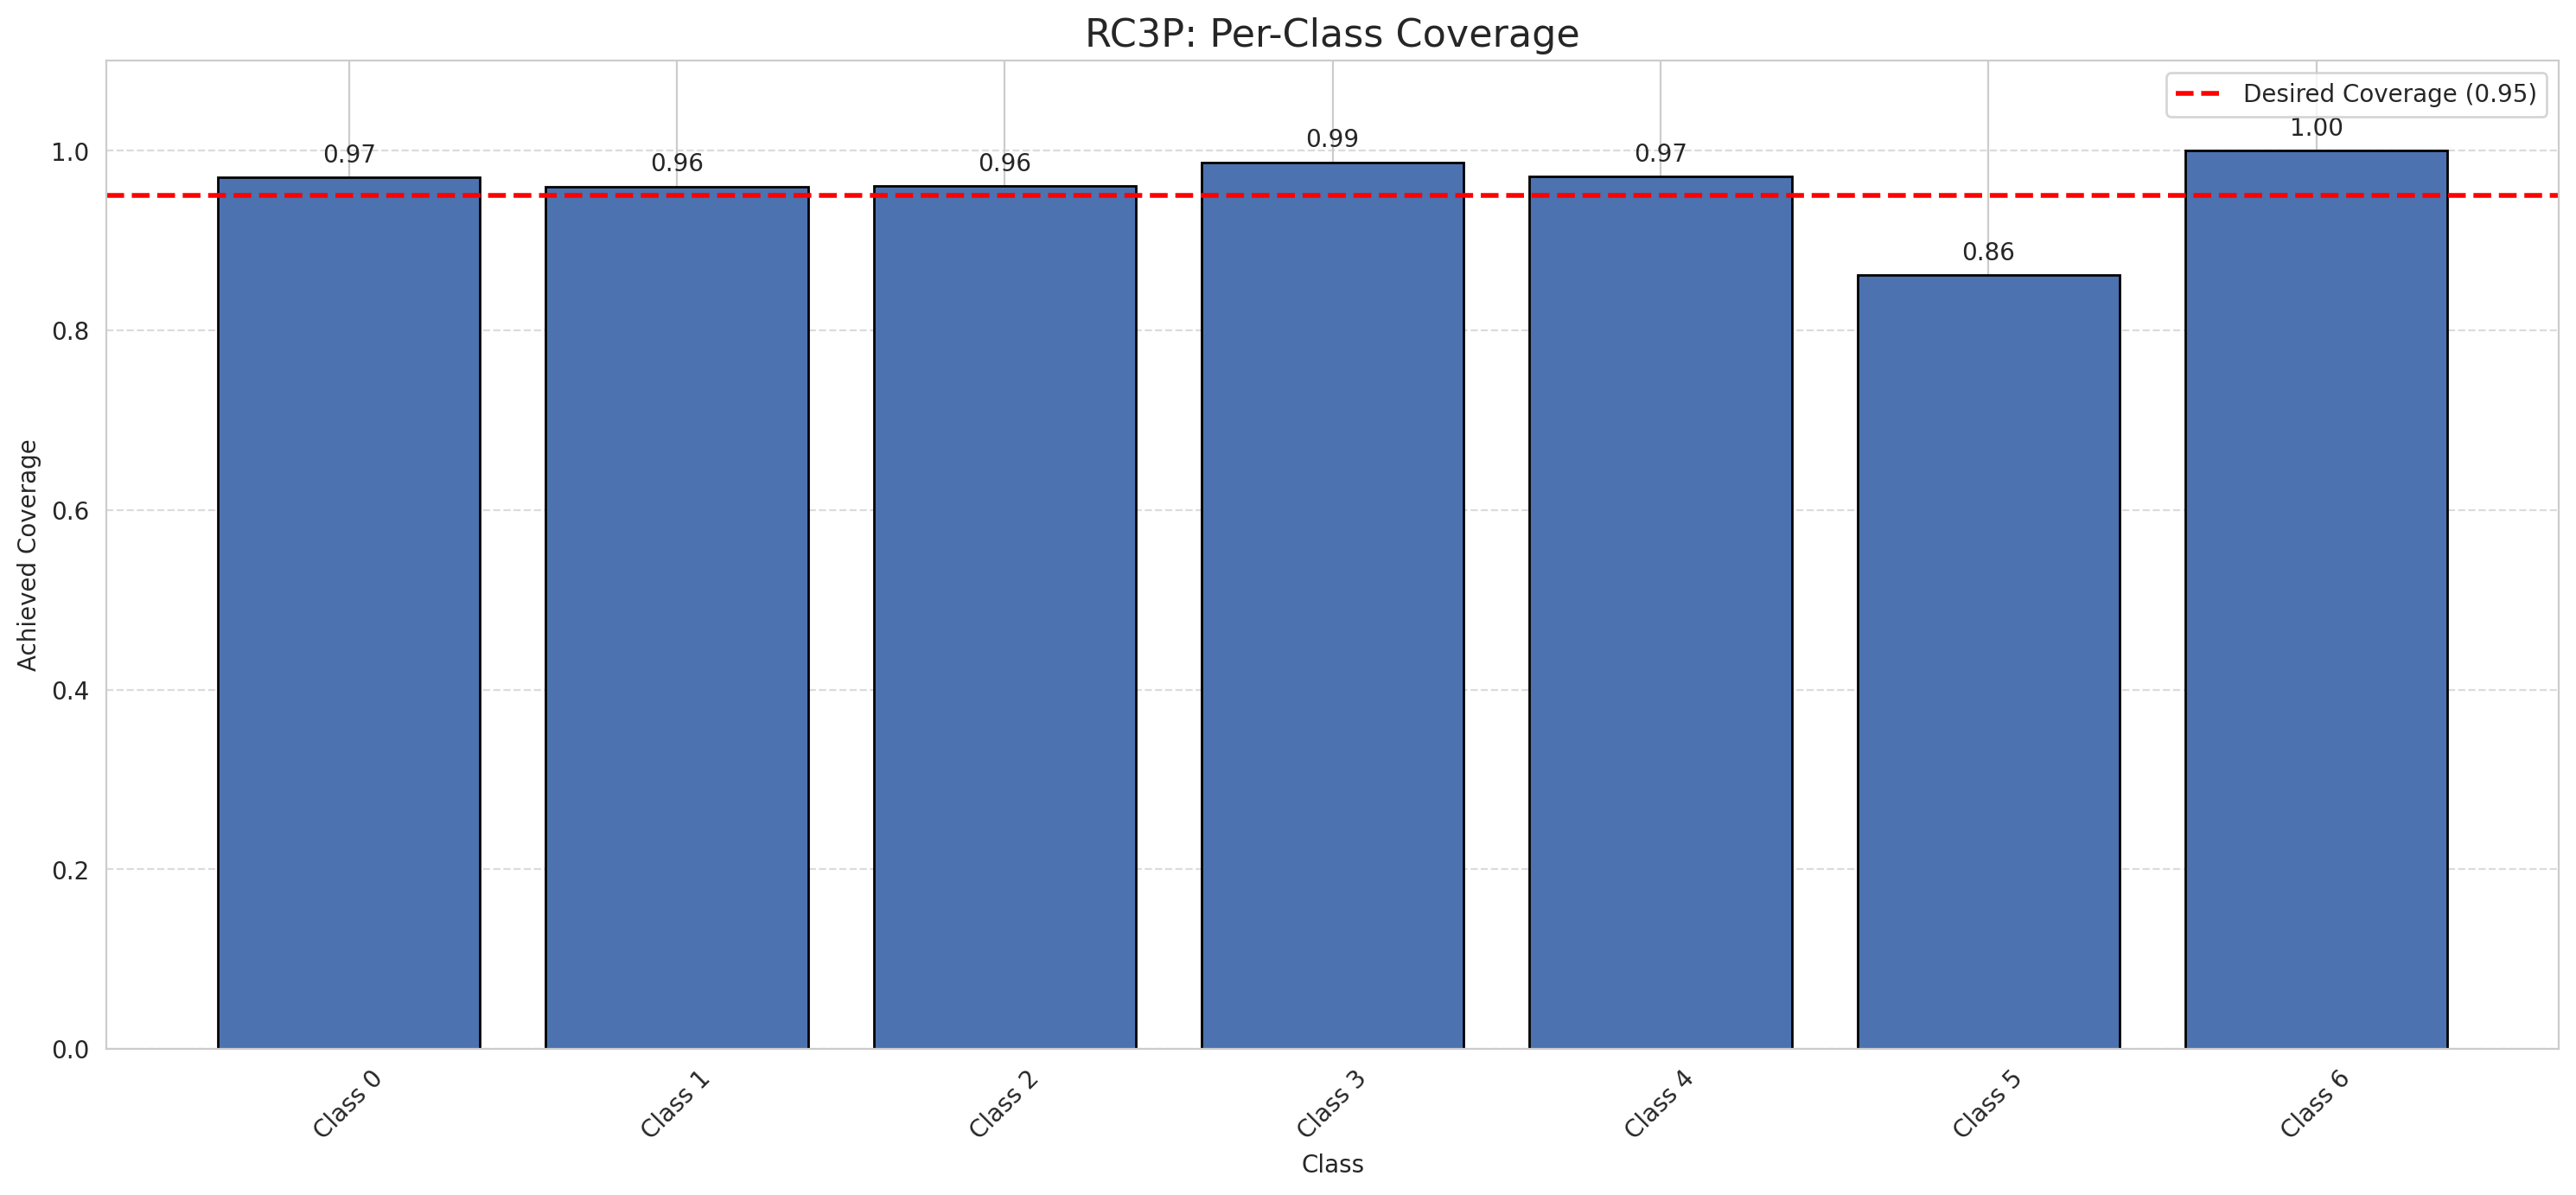 RC3P: Per-Class Coverage
Desired Coverage (0.95)
0.97
0.96
0.96
0.99
0.97
0.86
1.00
Achieved Coverage
1.0
0.8
0.6
0.4
0.2
0.0
Class 0
Class 1
Class 2
Class 3
Class 4
Class 5
Class 6
Class